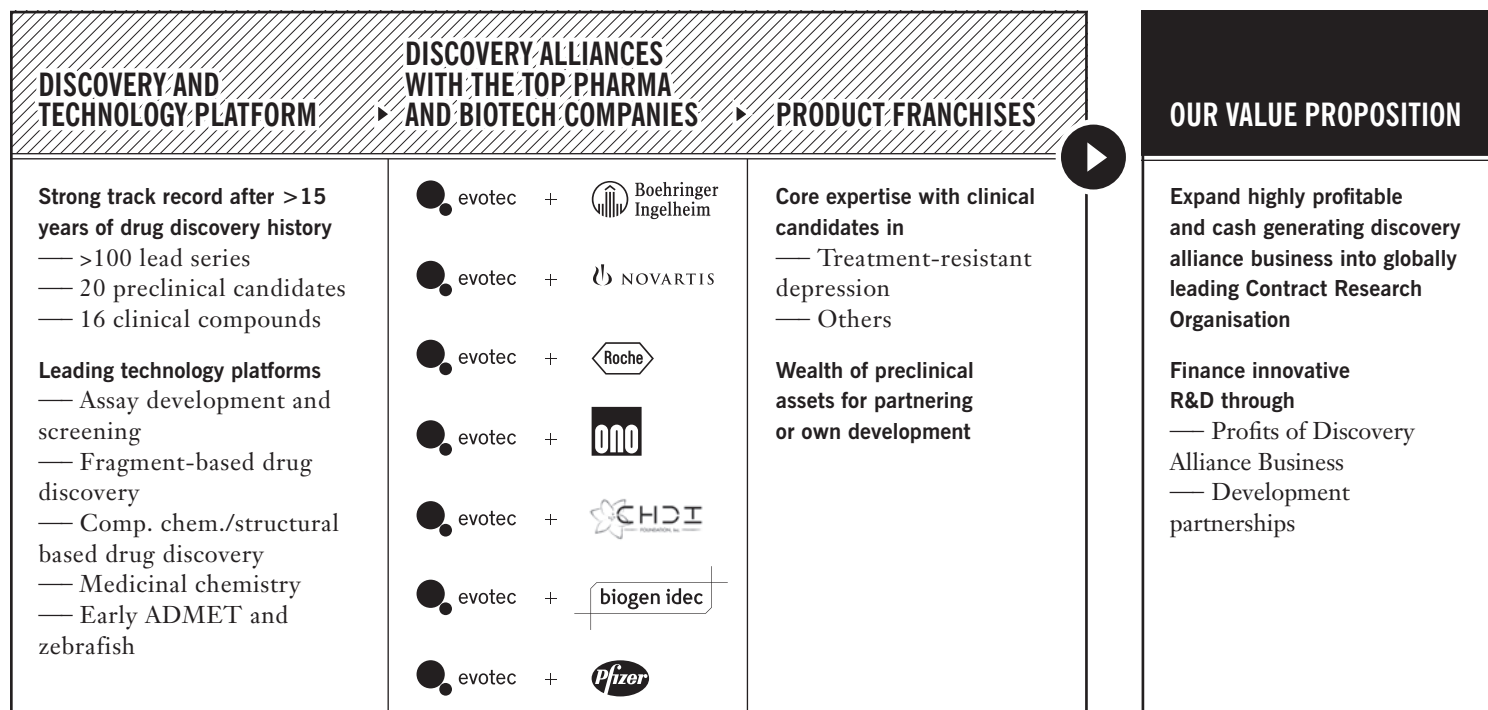 DISCOVERY AND
TECHNOLOGY PLATFORM
DISCOVERY ALLIANCES
WITH THE TOP PHARMA
AND BIOTECH COMPANIES
PRODUCT FRANCHISES
OUR VALUE PROPOSITION
Strong track record after >15
years of drug discovery history
— >100 lead series
— 20 preclinical candidates
— 16 clinical compounds
Leading technology platforms
— Assay development and
screening
— Fragment-based drug
discovery
— Comp. chem./structural
based drug discovery
— Medicinal chemistry
— Early ADMET and
zebrafish
evotec + Boehringer
Ingelheim
evotec + NOVARTIS
evotec + Roche
evotec + ono
evotec + CHDI
FOUNDATION, Inc.
evotec + biogen idec
evotec + Pfizer
Core expertise with clinical
candidates in
— Treatment-resistant
depression
— Others
Wealth of preclinical
assets for partnering
or own development
Expand highly profitable
and cash generating discovery
alliance business into globally
leading Contract Research
Organisation
Finance innovative
R&D through
— Profits of Discovery
Alliance Business
— Development
partnerships